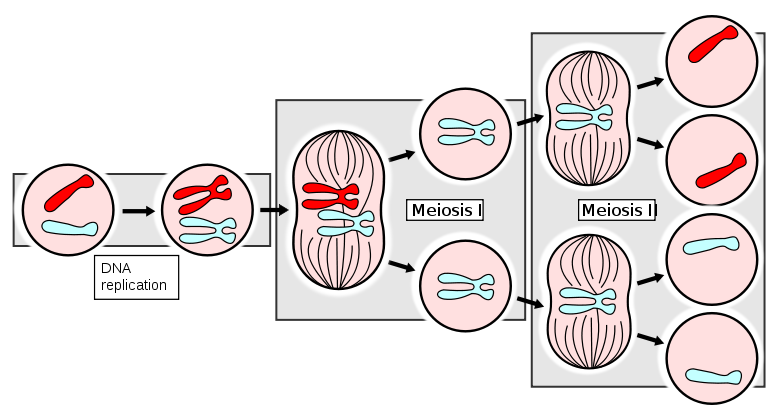 DNA
replication
Meiosis I
Meiosis II